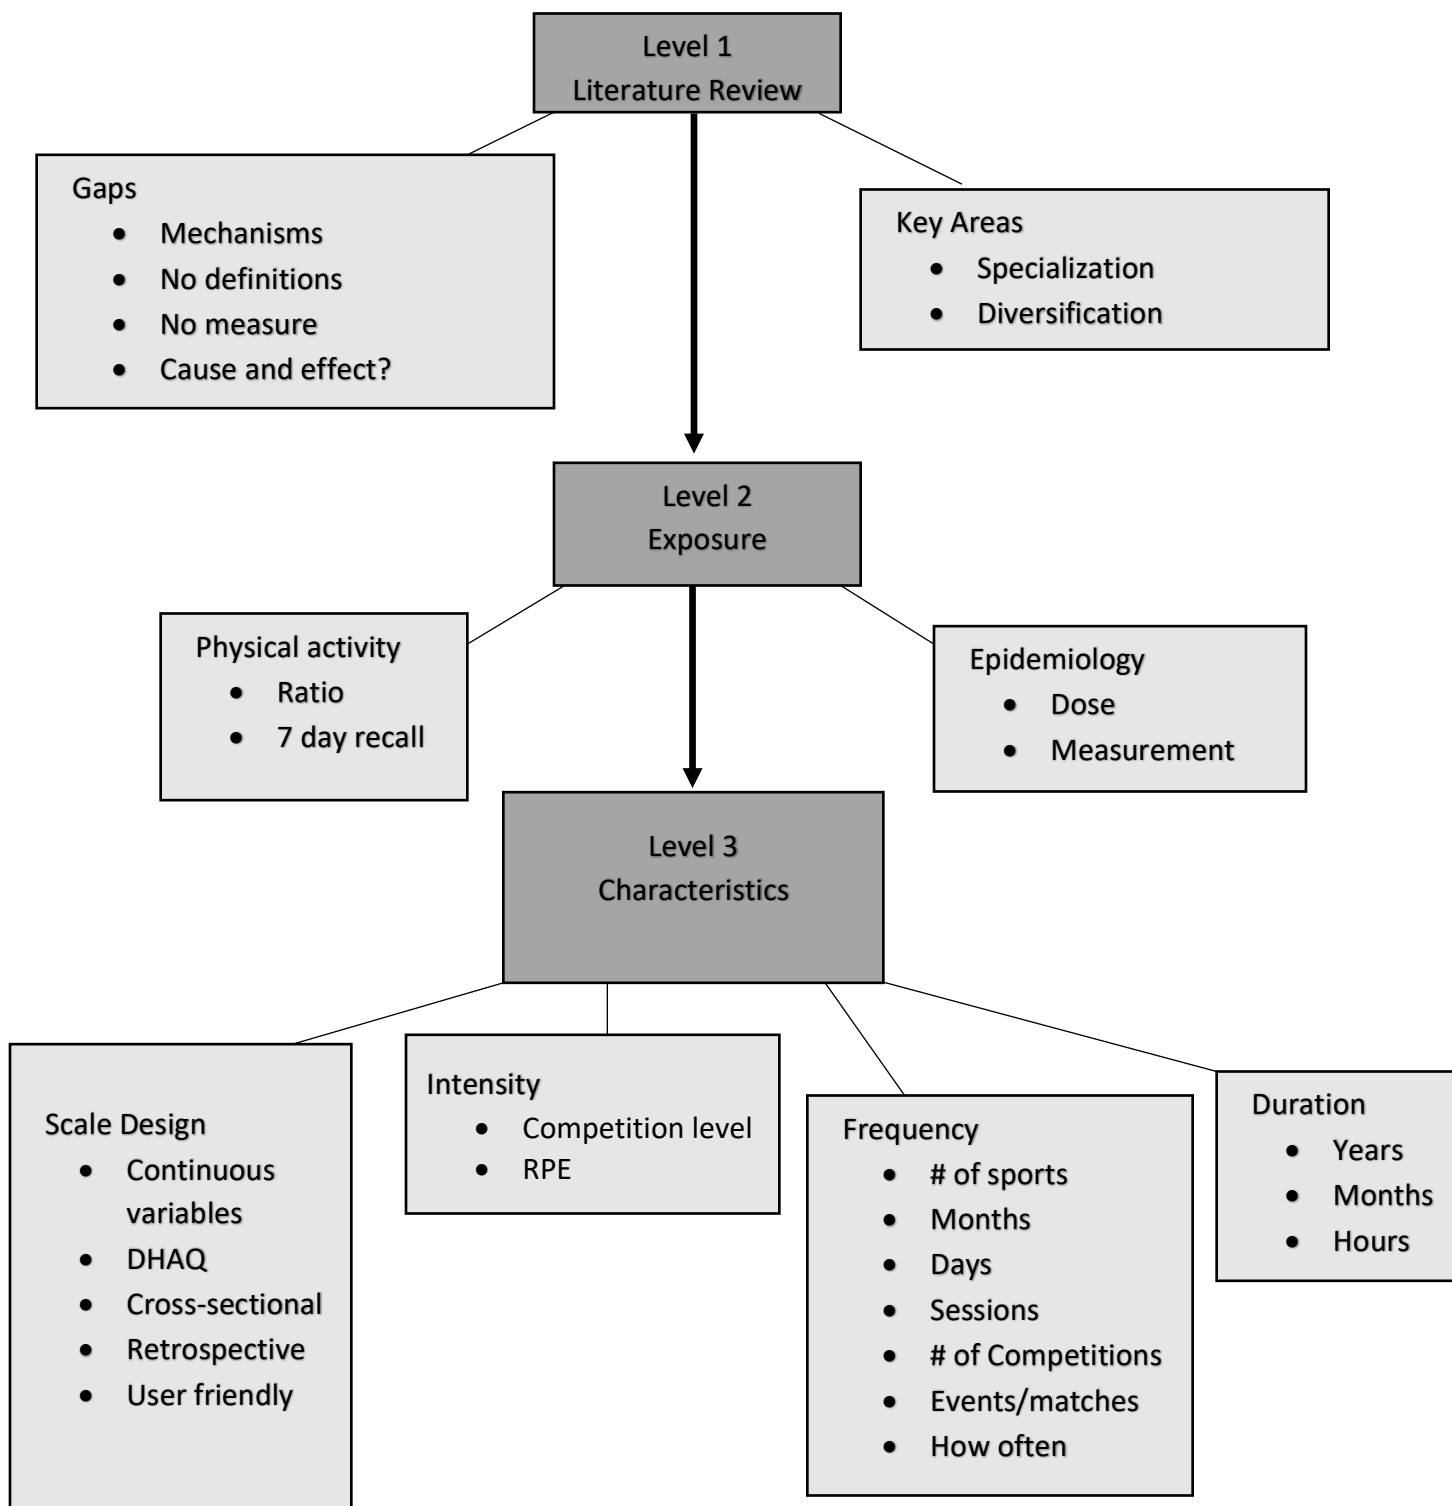 Level 1
Literature Review
Gaps
• Mechanisms
• No definitions
• No measure
• Cause and effect?
Key Areas
• Specialization
• Diversification
Level 2
Exposure
Physical activity
• Ratio
• 7 day recall
Epidemiology
• Dose
• Measurement
Level 3
Characteristics
Scale Design
• Continuous
variables
• DHAQ
• Cross-sectional
• Retrospective
• User friendly
Intensity
• Competition level
• RPE
Frequency
• # of sports
• Months
• Days
• Sessions
• # of Competitions
• Events/matches
• How often
Duration
• Years
• Months
• Hours